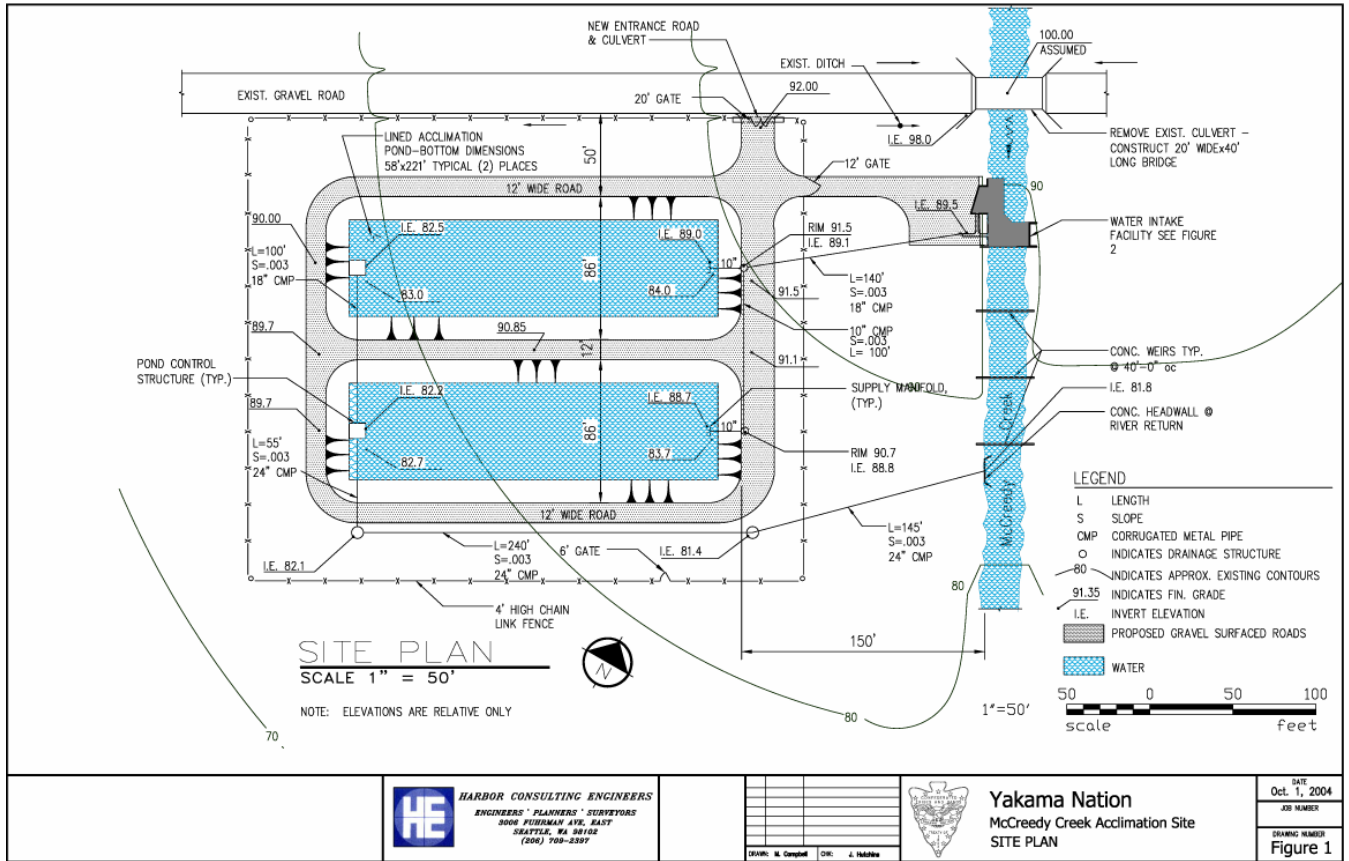 NEW ENTRANCE ROAD
& CULVERT
100.00
ASSUMED
EXIST. DITCH
92.00
EXIST. GRAVEL ROAD
20' GATE
I.E. 98.0
REMOVE EXIST. CULVERT -
CONSTRUCT 20' WIDEx40'
LONG BRIDGE
LINED ACCLIMATION
POND-BOTTOM DIMENSIONS
58'x221' TYPICAL (2) PLACES
50'
12' GATE
12' WIDE ROAD
90
90.00
I.E. 82.5
I.E. 89.0
RIM 91.5
I.E. 89.1
I.E. 89.5
WATER INTAKE
FACILITY SEE FIGURE
2
L=100'
S=.003
18" CMP
83.0
86'
10"
84.0
91.5
L=140'
S=.003
18" CMP
89.7
90.85
12'
10" CMP
S=.003
L= 100'
91.1
POND CONTROL
STRUCTURE (TYP.)
I.E. 82.2
I.E. 88.7
SUPPLY MANIFOLD,
(TYP.)
90
CONC. WEIRS TYP.
@ 40'-0" oc
I.E. 81.8
CONC. HEADWALL @
RIVER RETURN
89.7
L=55'
S=.003
24" CMP
82.7
86'
10"
83.7
RIM 90.7
I.E. 88.8
McCreedy Creek
12' WIDE ROAD
I.E. 82.1
L=240'
S=.003
24" CMP
6' GATE
I.E. 81.4
L=145'
S=.003
24" CMP
4' HIGH CHAIN
LINK FENCE
80
150'
80
70
LEGEND
L LENGTH
S SLOPE
CMP CORRUGATED METAL PIPE
O INDICATES DRAINAGE STRUCTURE
80 INDICATES APPROX. EXISTING CONTOURS
91.35 INDICATES FIN. GRADE
I.E. INVERT ELEVATION
PROPOSED GRAVEL SURFACED ROADS
WATER
SITE PLAN
SCALE 1" = 50'
N
NOTE: ELEVATIONS ARE RELATIVE ONLY
1"=50'
50 0 50 100
scale feet
HE
HARBOR CONSULTING ENGINEERS
ENGINEERS * PLANNERS * SURVEYORS
3006 FUHRMAN AVE, EAST
SEATTLE, WA 98102
(206) 709-2397
DRAWN: M. Campbell CHK: J. Hutchins
Yakama Nation
McCreedy Creek Acclimation Site
SITE PLAN
DATE
Oct. 1, 2004
JOB NUMBER
DRAWING NUMBER
Figure 1